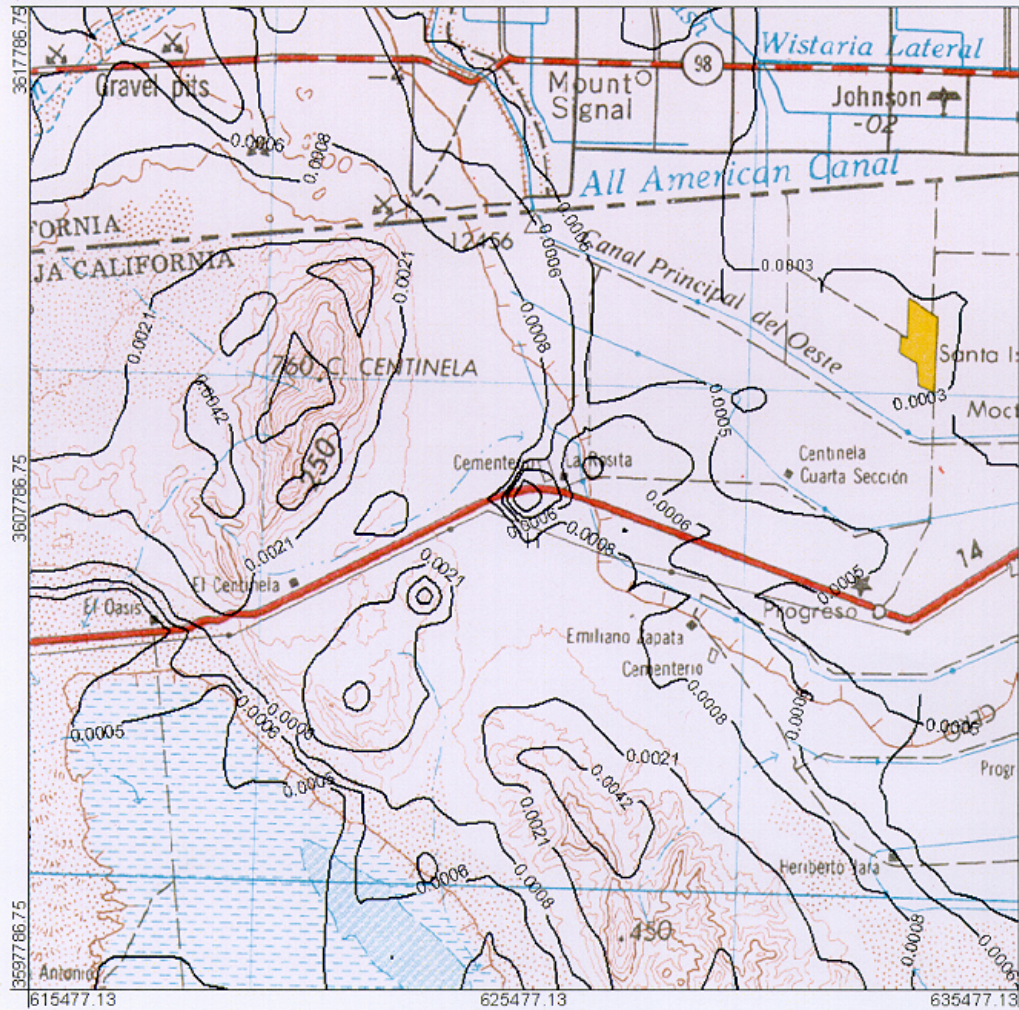 3617786.75
3607786.75
3597786.75
Wistaria Lateral
98
Gravel pits
-4
Mount
Signal
Johnson
-02
0.0006
0.0008
All American Canal
FORNIA
JA CALIFORNIA
12456
0.0006
0.0006
Canal Principal del Oeste
0.0003
0.0021
0.0021
0.0008
760 C. CENTINELA
Santa Is
0.0003
0.0042
0.0005
Moct
250
Cementerio
La Rosita
Centinela
Cuarta Sección
0.0006
0.0006
0.0008
0.0021
0.0021
14
El Centinela
0.0005
El Oasis
Progreso
Emiliano Zapata
Cementerio
0.0008
0.0006
0.0005
0.0006
0.0005
0.0021
Progr
0.0005
0.0042
0.0021
Heriberto Jara
0.0008
0.0008
0.0008
0.0006
.450
Antonio
615477.13
625477.13
635477.13